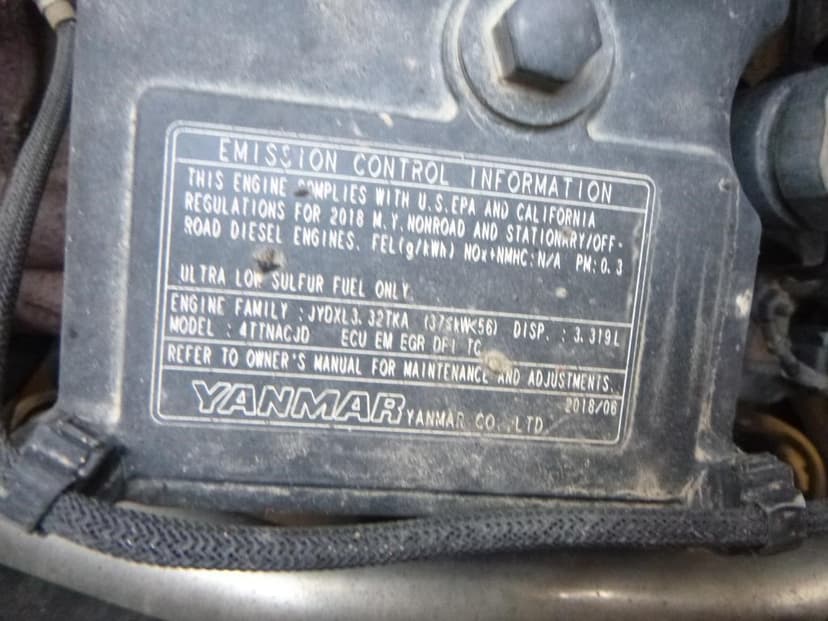 EMISSION CONTROL INFORMATION
THIS ENGINE COMPLIES WITH U.S.EPA AND CALIFORNIA
REGULATIONS FOR 2018 M.Y.NONROAD AND STATIONARY/OFF-
ROAD DIESEL ENGINES. FEL(g/kWh) NOx+NMHC:N/A PM:0.3
ULTRA LOW SULFUR FUEL ONLY
ENGINE FAMILY : JYDXL3.32TKA (37≤kW<56) DISP. : 3.319L
MODEL : 4TTNACJD ECU EM EGR DFI TC
REFER TO OWNER'S MANUAL FOR MAINTENANCE AND ADJUSTMENTS.
2018/06
YANMAR YANMAR CO.,LTD